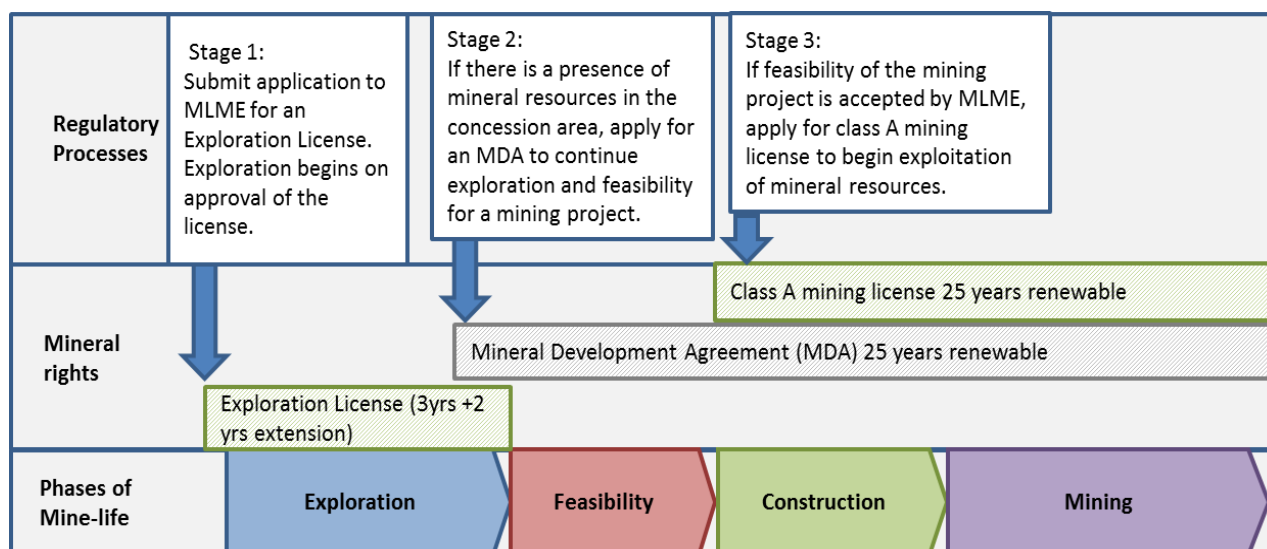 Regulatory
Processes
Stage 1:
Submit application to
MLME for an
Exploration License.
Exploration begins on
approval of the
license.
Stage 2:
If there is a presence of
mineral resources in the
concession area, apply for
an MDA to continue
exploration and feasibility
for a mining project.
Stage 3:
If feasibility of the mining
project is accepted by MLME,
apply for class A mining
license to begin exploitation
of mineral resources.
Mineral
rights
Class A mining license 25 years renewable
Mineral Development Agreement (MDA) 25 years renewable
Exploration License (3yrs +2
yrs extension)
Phases of
Mine-life
Exploration
Feasibility
Construction
Mining